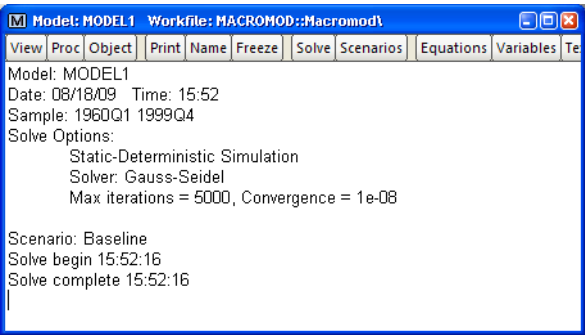 Model: MODEL1 Workfile: MACROMOD::Macromod\
View Proc Object Print Name Freeze Solve Scenarios Equations Variables
Model: MODEL1
Date: 08/18/09 Time: 15:52
Sample: 1960Q1 1999Q4
Solve Options:
Static-Deterministic Simulation
Solver: Gauss-Seidel
Max iterations = 5000, Convergence = 1e-08
Scenario: Baseline
Solve begin 15:52:16
Solve complete 15:52:16